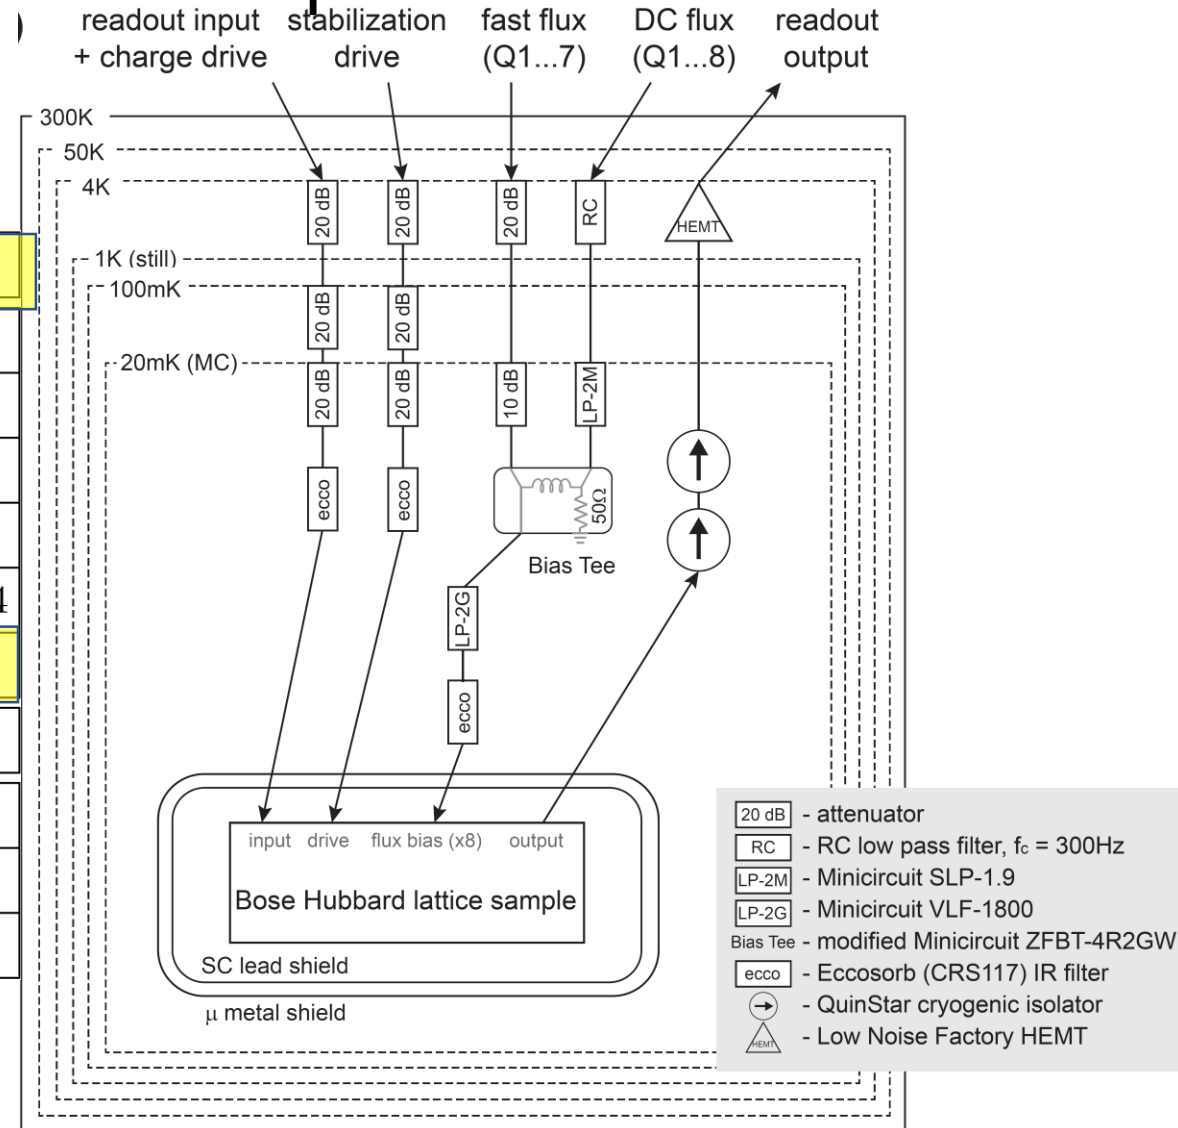 )
readout input
+ charge drive
stabilization
drive
fast flux
(Q1...7)
DC flux
(Q1...8)
readout
output
300K
50K
4K
20 dB
20 dB
20 dB
RC
HEMT
1K (still)
100mK
20 dB
20 dB
20mK (MC)
20 dB
20 dB
10 dB
LP-2M
ecco
ecco
50Ω
Bias Tee
LP-2G
4
ecco
input drive flux bias (x8) output
Bose Hubbard lattice sample
SC lead shield
μ metal shield
20 dB - attenuator
RC - RC low pass filter, fc = 300Hz
LP-2M - Minicircuit SLP-1.9
LP-2G - Minicircuit VLF-1800
Bias Tee - modified Minicircuit ZFBT-4R2GW
ecco - Eccosorb (CRS117) IR filter
- QuinStar cryogenic isolator
HEMT - Low Noise Factory HEMT